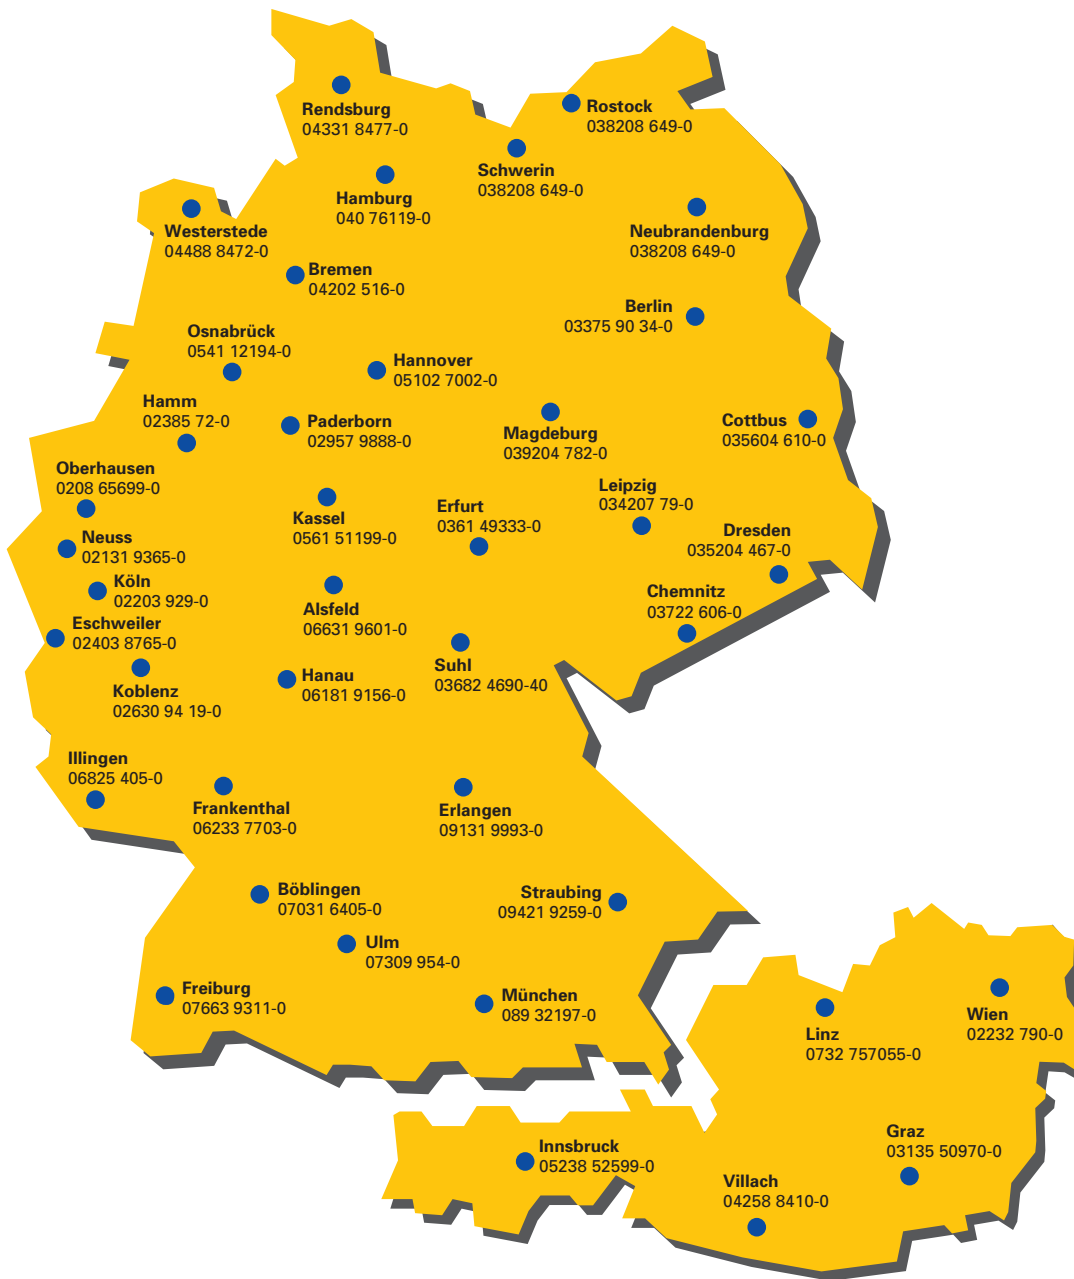 Rendsburg
04331 8477-0
Rostock
038208 649-0
Schwerin
038208 649-0
Hamburg
040 76119-0
Westerstede
04488 8472-0
Neubrandenburg
038208 649-0
Bremen
04202 516-0
Berlin
03375 90 34-0
Osnabrück
0541 12194-0
Hannover
05102 7002-0
Hamm
02385 72-0
Paderborn
02957 9888-0
Magdeburg
039204 782-0
Cottbus
035604 610-0
Oberhausen
0208 65699-0
Leipzig
034207 79-0
Kassel
0561 51199-0
Erfurt
0361 49333-0
Neuss
02131 9365-0
Dresden
035204 467-0
Köln
02203 929-0
Alsfeld
06631 9601-0
Chemnitz
03722 606-0
Eschweiler
02403 8765-0
Suhl
03682 4690-40
Hanau
06181 9156-0
Koblenz
02630 94 19-0
Illingen
06825 405-0
Frankenthal
06233 7703-0
Erlangen
09131 9993-0
Böblingen
07031 6405-0
Straubing
09421 9259-0
Ulm
07309 954-0
Freiburg
07663 9311-0
München
089 32197-0
Linz
0732 757055-0
Wien
02232 790-0
Innsbruck
05238 52599-0
Graz
03135 50970-0
Villach
04258 8410-0